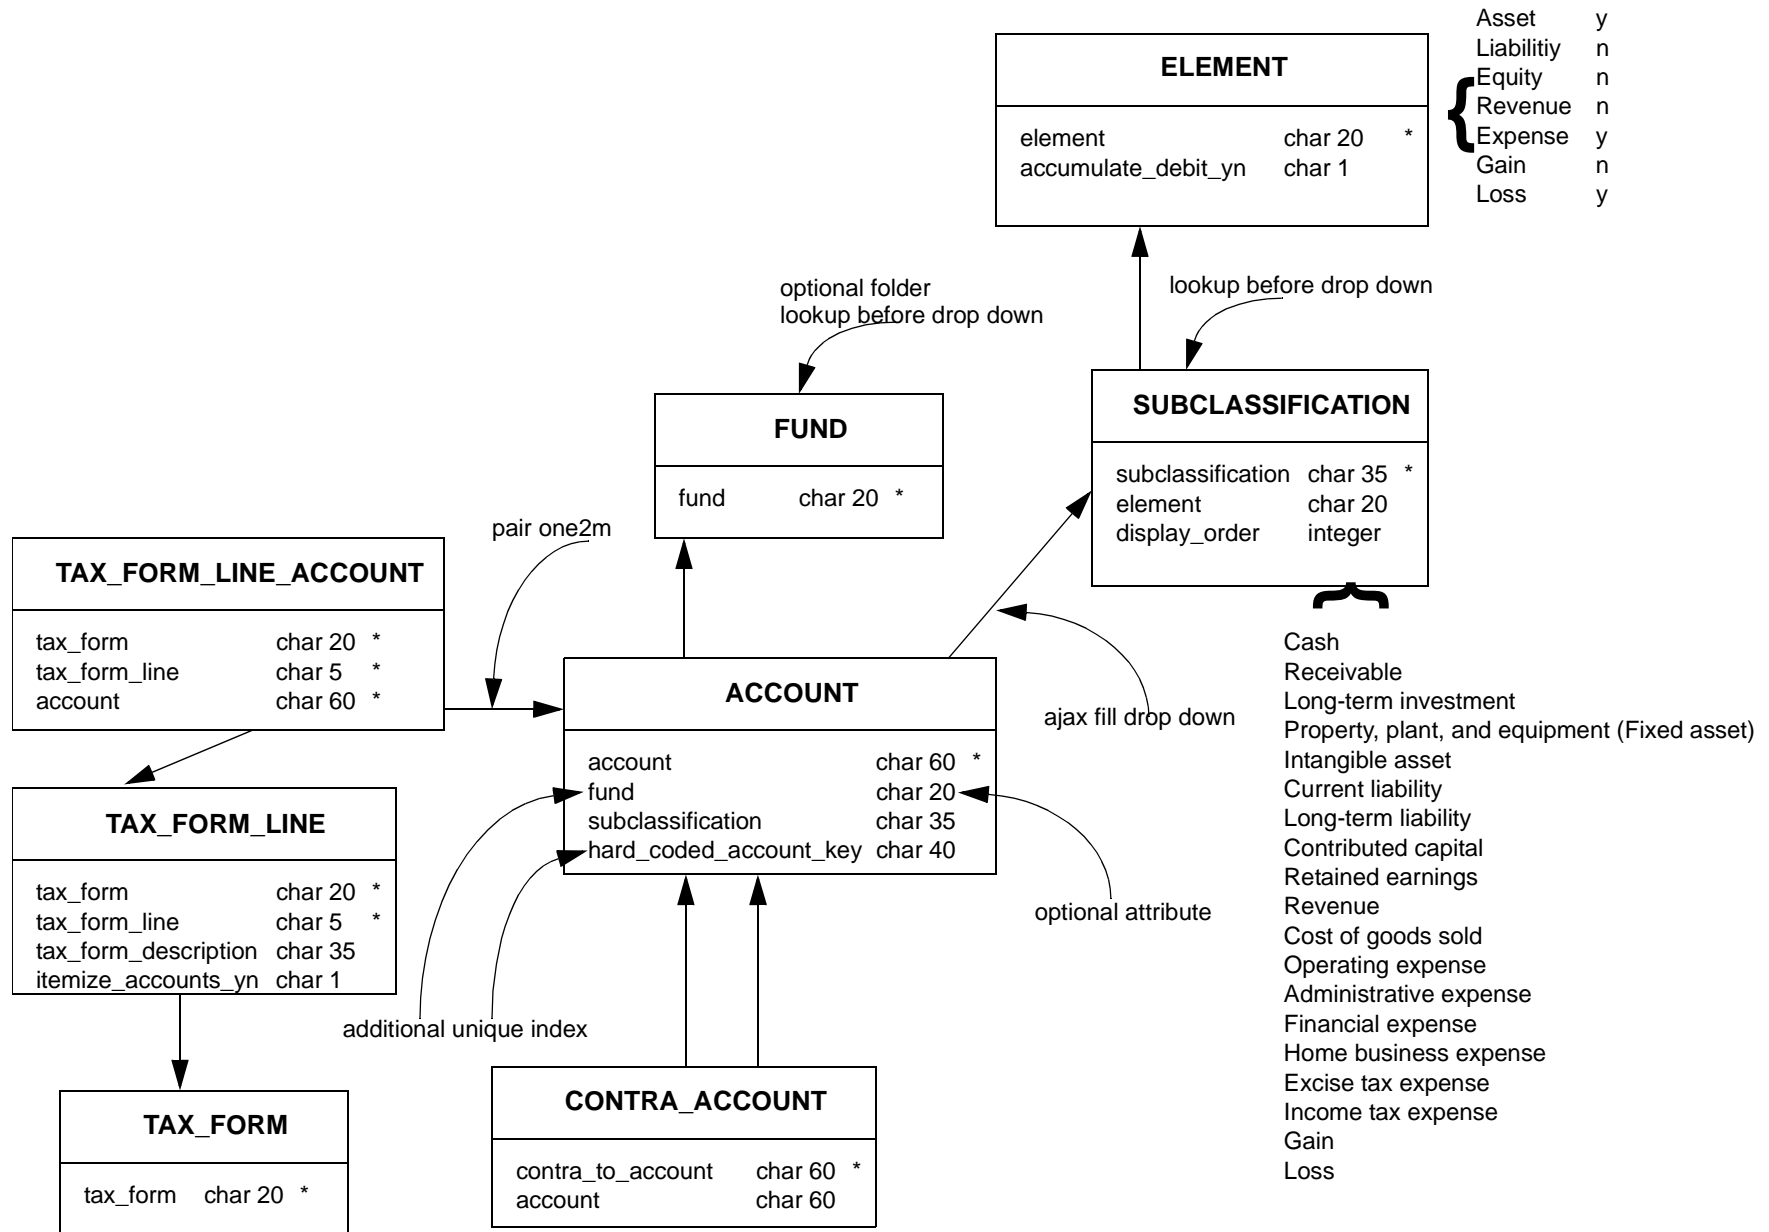 Asset y
Liabilitiy n
Equity n
Revenue n
Expense y
Gain n
Loss y
ELEMENT
element char 20 *
accumulate_debit_yn char 1
optional folder
lookup before drop down
lookup before drop down
FUND
fund char 20 *
SUBCLASSIFICATION
subclassification char 35 *
element char 20
display_order integer
pair one2m
TAX_FORM_LINE_ACCOUNT
tax_form char 20 *
tax_form_line char 5 *
account char 60 *
ACCOUNT
account char 60 *
fund char 20
subclassification char 35
hard_coded_account_key char 40
ajax fill drop down
Cash
Receivable
Long-term investment
Property, plant, and equipment (Fixed asset)
Intangible asset
Current liability
Long-term liability
Contributed capital
Retained earnings
Revenue
Cost of goods sold
Operating expense
Administrative expense
Financial expense
Home business expense
Excise tax expense
Income tax expense
Gain
Loss
TAX_FORM_LINE
tax_form char 20 *
tax_form_line char 5 *
tax_form_description char 35
itemize_accounts_yn char 1
optional attribute
additional unique index
TAX_FORM
tax_form char 20 *
CONTRA_ACCOUNT
contra_to_account char 60 *
account char 60